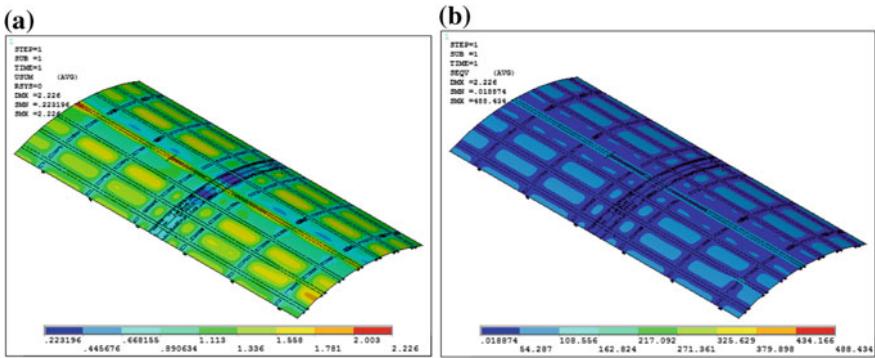 (a)
1
STEP=1
SUB =1
TIME=1
USUM (AVG)
RSYS=0
DMX =2.226
SMN =.223196
SMX =2.226
.223196 .668155 1.113 1.558 2.003
.445676 .890634 1.336 1.781 2.226
(b)
1
STEP=1
SUB =1
TIME=1
SEQV (AVG)
DMX =2.226
SMN =.018874
SMX =488.434
.018874 108.556 217.092 325.629 434.166
54.287 162.824 271.361 379.898 488.434